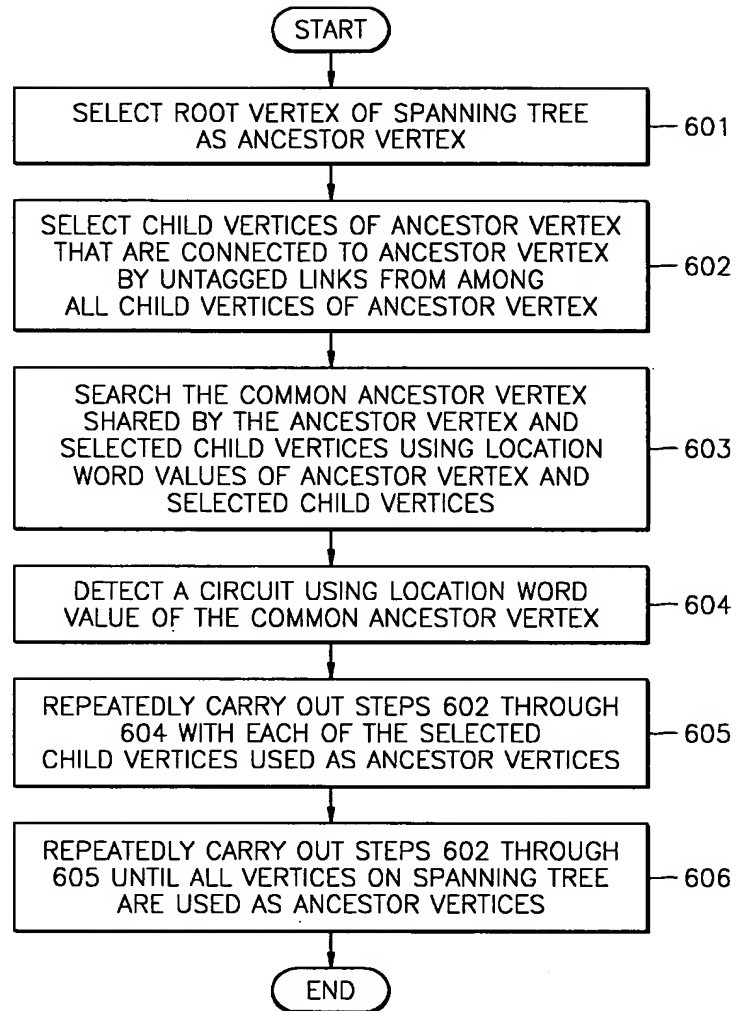 START
SELECT ROOT VERTEX OF SPANNING TREE
AS ANCESTOR VERTEX
601
SELECT CHILD VERTICES OF ANCESTOR VERTEX
THAT ARE CONNECTED TO ANCESTOR VERTEX
BY UNTAGGED LINKS FROM AMONG
ALL CHILD VERTICES OF ANCESTOR VERTEX
602
SEARCH THE COMMON ANCESTOR VERTEX
SHARED BY THE ANCESTOR VERTEX AND
SELECTED CHILD VERTICES USING LOCATION
WORD VALUES OF ANCESTOR VERTEX AND
SELECTED CHILD VERTICES
603
DETECT A CIRCUIT USING LOCATION WORD
VALUE OF THE COMMON ANCESTOR VERTEX
604
REPEATEDLY CARRY OUT STEPS 602 THROUGH
604 WITH EACH OF THE SELECTED
CHILD VERTICES USED AS ANCESTOR VERTICES
605
REPEATEDLY CARRY OUT STEPS 602 THROUGH
605 UNTIL ALL VERTICES ON SPANNING TREE
ARE USED AS ANCESTOR VERTICES
606
END